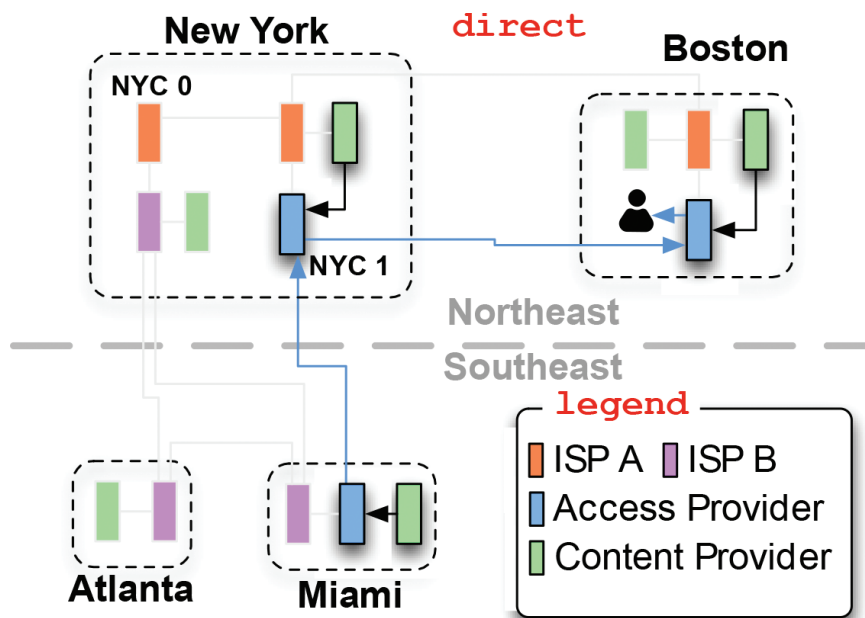 New York
direct
Boston
NYC 0
NYC 1
Northeast
Southeast
legend
ISP A
ISP B
Access Provider
Content Provider
Atlanta
Miami